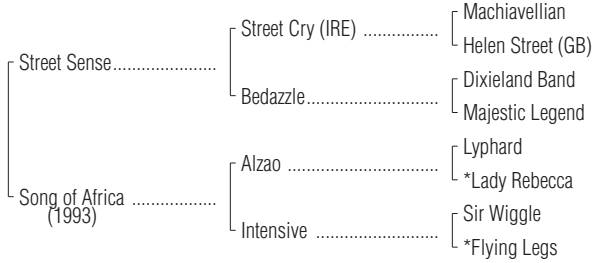 Machiavellian
Street Cry (IRE) ................
Helen Street (GB)
Street Sense......................
Dixieland Band
Bedazzle............................
Majestic Legend
Lyphard
Alzao ................................
*Lady Rebecca
Song of Africa ..................
(1993)
Sir Wiggle
Intensive ..........................
*Flying Legs